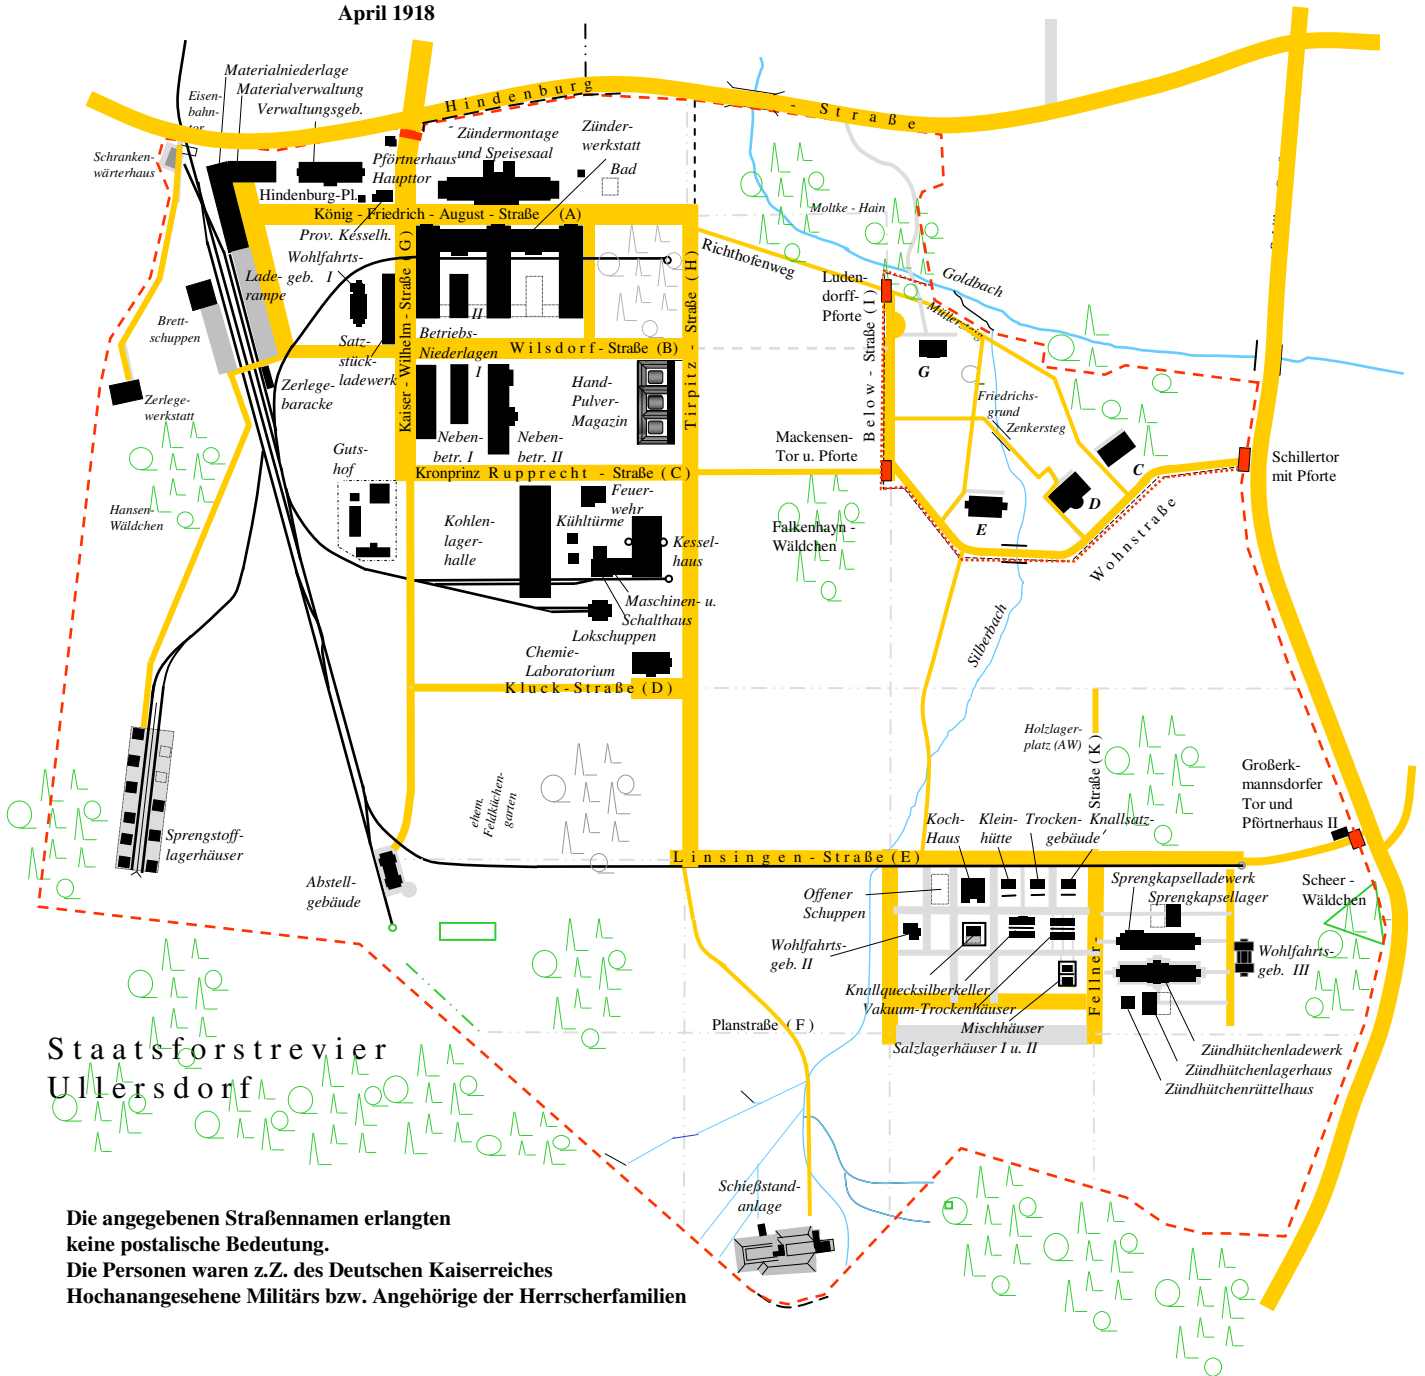 April 1918
Hindenburg - Straße
Materialniederlage
Materialverwaltung
Verwaltungsgeb.
Eisen-
bahn-
tor
Schranken-
wärterhaus
Pförtnerhaus
Haupttor
Zündermontage
und Speisesaal
Zünder-
werkstatt
Bad
Hindenburg-Pl.
König - Friedrich - August - Straße (A)
Prov. Kesselh.
Wohlfahrts-
geb. I
Lade-
rampe
Brett-
schuppen
Satz-
stück-
ladewerk
Kaiser - Wilhelm - Straße (G)
Tirpitz - Straße (H)
II
Betriebs-
Niederlagen
I
Wilsdorf - Straße (B)
Zerlege-
baracke
Zerlege-
werkstatt
Hand-
Pulver-
Magazin
Neben-
betr. I
Neben-
betr. II
Guts-
hof
Kronprinz Rupprecht - Straße (C)
Hansen-
Wäldchen
Kohlen-
lager-
halle
Feuer-
wehr
Kühltürme
Kessel-
haus
Maschinen- u.
Schalthaus
Lokschuppen
Chemie-
Laboratorium
Kluck-Straße (D)
Moltke - Hain
Richthofenweg
Luden-
dorff-
Pforte
Goldbach
Müllersteig
Below - Straße (I)
G
Friedrichs-
grund
Zenkersteg
Mackensen-
Tor u. Pforte
C
D
E
Schillertor
mit Pforte
Falkenhayn -
Wäldchen
Wohnstraße
Silberbach
Holzlager-
platz (AW)
Fellner - Straße (K)
Großerk-
mannsdorfer
Tor und
Pförtnerhaus II
ehem.
Feldküchen-
garten
Sprengstoff-
lagerhäuser
Abstell-
gebäude
Koch-
Haus
Klein-
hütte
Trocken-
gebäude
Knallsatz-
Linsingen - Straße (E)
Offener
Schuppen
Sprengkapselladewerk
Sprengkapsellager
Scheer -
Wäldchen
Wohlfahrts-
geb. II
Wohlfahrts-
geb. III
Knallquecksilberkeller
Vakuum-Trockenhäuser
Mischhäuser
Planstraße (F)
Salzlagerhäuser I u. II
Zündhütchenladewerk
Zündhütchenlagerhaus
Zündhütchenrüttelhaus
Staatsforstrevier
Ullersdorf
Schießstand-
anlage
Die angegebenen Straßennamen erlangten
keine postalische Bedeutung.
Die Personen waren z.Z. des Deutschen Kaiserreiches
Hochanangesehene Militärs bzw. Angehörige der Herrscherfamilien